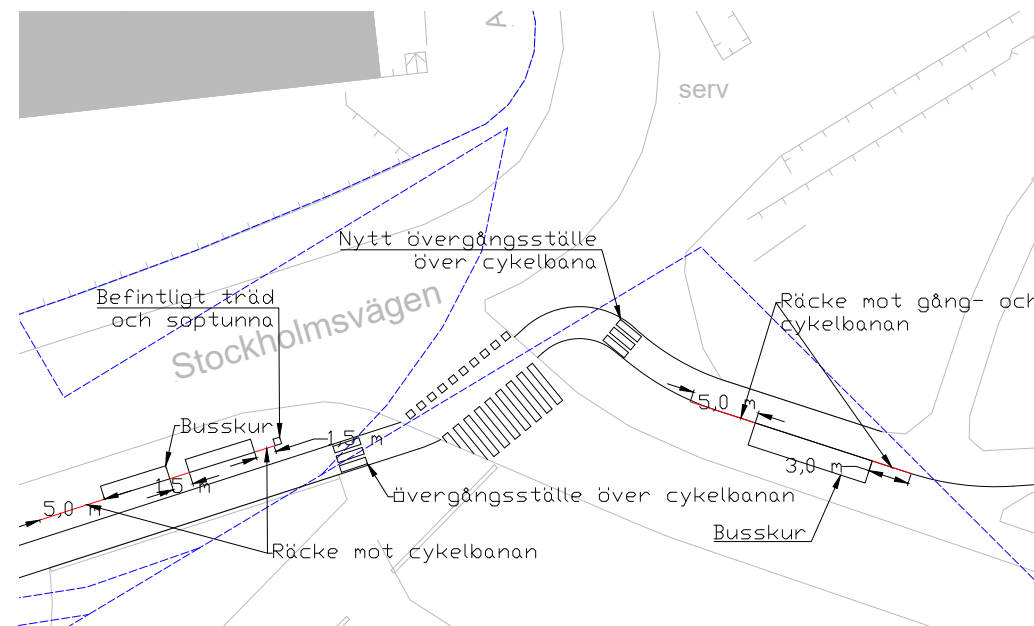 A
serv
Nytt övergångsställe
över cykelbana
Befintligt träd
och soptunna
Stockholmsvägen
Räcke mot gång- och
cykelbanan
5,0 m
Busskur
1,5 m
3,0 m
1,5 m
övergångsställe över cykelbanan
5,0 m
Busskur
Räcke mot cykelbanan